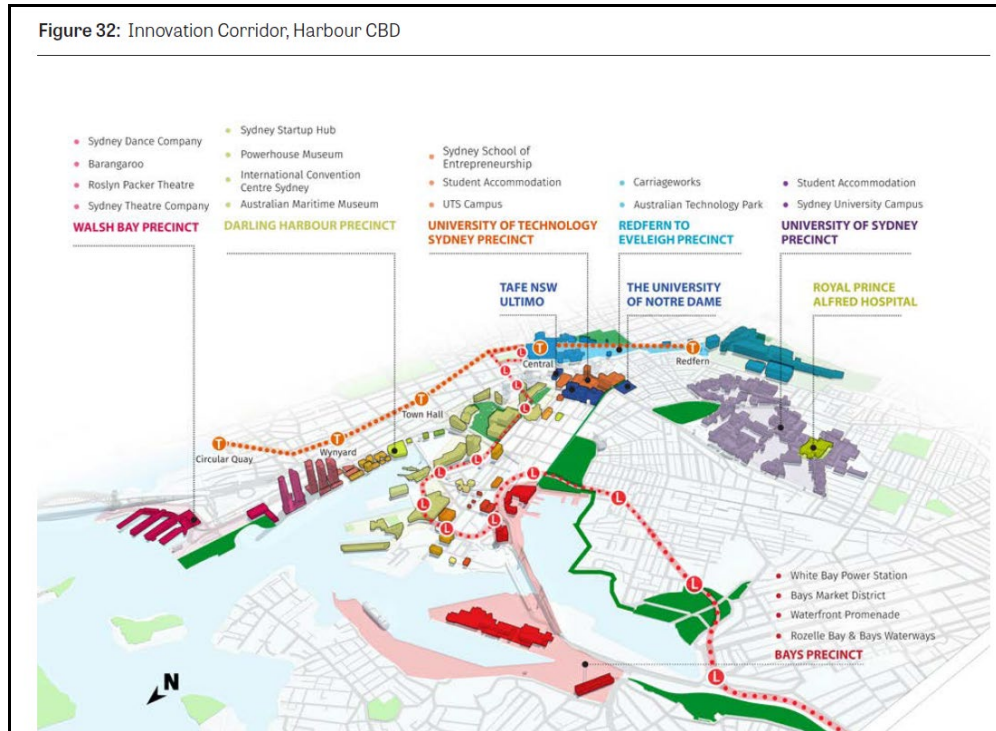 Figure 32: Innovation Corridor, Harbour CBD
Sydney Dance Company
Barangaroo
Roslyn Packer Theatre
Sydney Theatre Company
WALSH BAY PRECINCT
Sydney Startup Hub
Powerhouse Museum
International Convention
Centre Sydney
Australian Maritime Museum
DARLING HARBOUR PRECINCT
Sydney School of
Entrepreneurship
Student Accommodation
UTS Campus
UNIVERSITY OF TECHNOLOGY
SYDNEY PRECINCT
Carriageworks
Australian Technology Park
REDFERN TO
EVELEIGH PRECINCT
Student Accommodation
Sydney University Campus
UNIVERSITY OF SYDNEY
PRECINCT
TAFE NSW
ULTIMO
THE UNIVERSITY
OF NOTRE DAME
ROYAL PRINCE
ALFRED HOSPITAL
T
Central
T
Redfern
T
Town Hall
T
Wynyard
T
Circular Quay
L
L
L
L
L
L
L
L
L
L
L
L
L
White Bay Power Station
Bays Market District
Waterfront Promenade
Rozelle Bay & Bays Waterways
BAYS PRECINCT
N